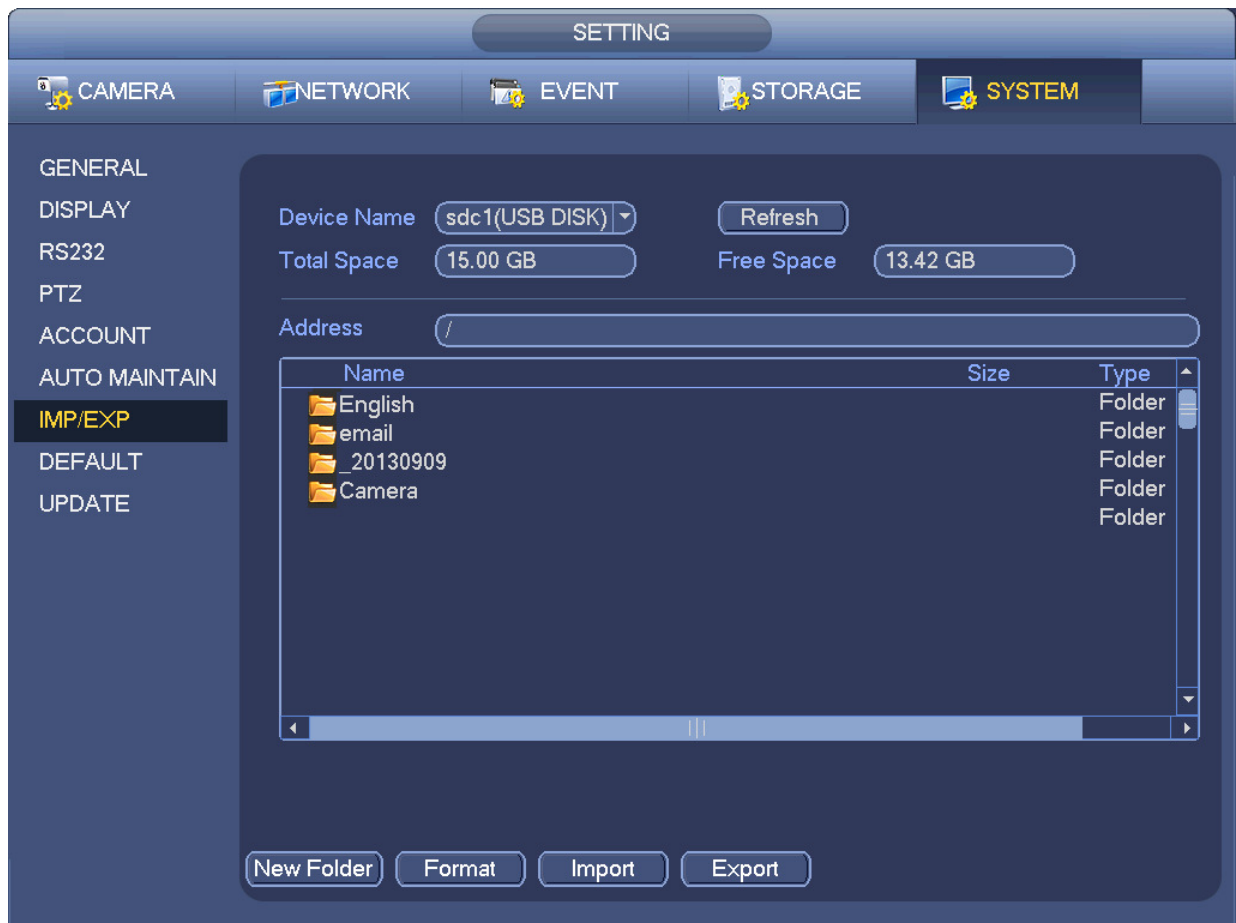 SETTING
CAMERA NETWORK EVENT STORAGE SYSTEM
GENERAL
DISPLAY
RS232
PTZ
ACCOUNT
AUTO MAINTAIN
IMP/EXP
DEFAULT
UPDATE
Device Name sdc1(USB DISK) Refresh
Total Space 15.00 GB Free Space 13.42 GB
Address /
Name Size Type
English Folder
email Folder
_20130909 Folder
Camera Folder
Folder
New Folder Format Import Export